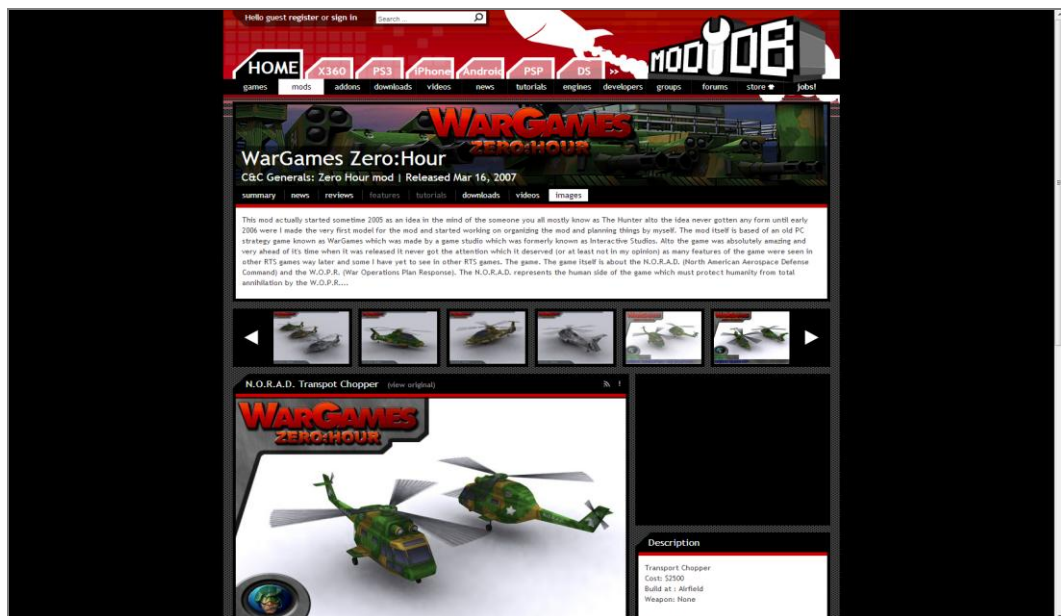 Hello guest register or sign in
Search ...
MOD DB
HOME X360 PS3 iPhone Android PSP DS »
games mods addons downloads videos news tutorials engines developers groups forums store jobs!
WARGAMES
ZERO:HOUR
WarGames Zero:Hour
C&C Generals: Zero Hour mod | Released Mar 16, 2007
summary news reviews features tutorials downloads videos images
This mod actually started sometime 2005 as an idea in the mind of the someone you all mostly know as The Hunter alto the idea never gotten any form until early
2006 were I made the very first model for the mod and started working on organizing the mod and planning things by myself. The mod itself is based of an old PC
strategy game known as WarGames which was made by a game studio which was formerly known as Interactive Studios. Alto the game was absolutely amazing and
very ahead of it's time when it was released it never got the attention which it deserved (or at least not in my opinion) as many features of the game were seen in
other RTS games way later and some I have yet to see in other RTS games. The game. The game itself is about the N.O.R.A.D. (North American Aerospace Defense
Command) and the W.O.P.R. (War Operations Plan Response). The N.O.R.A.D. represents the human side of the game which must protect humanity from total
annihilation by the W.O.P.R....
N.O.R.A.D. Transpot Chopper (view original)
WARGAMES
ZERO:HOUR
Description
Transport Chopper
Cost: $2500
Build at : Airfield
Weapon: None